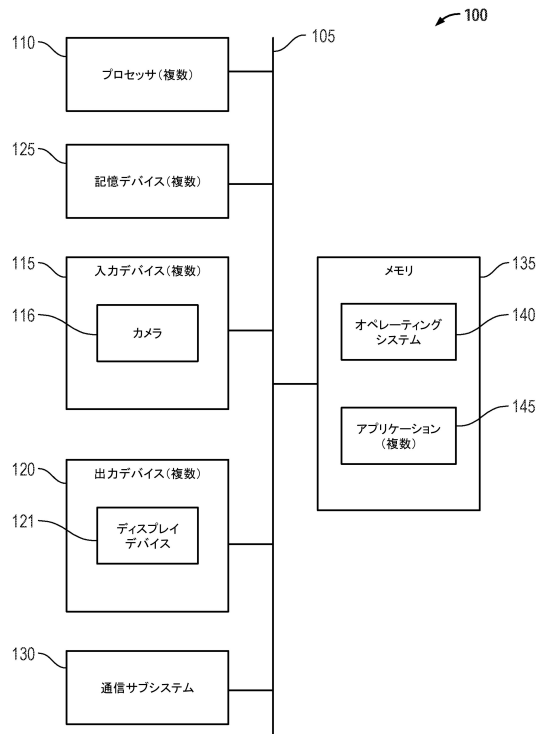 100
105
110
プロセッサ(複数)
125
記憶デバイス(複数)
115
入力デバイス(複数)
116
カメラ
135
メモリ
オペレーティング
システム
140
アプリケーション
(複数)
145
120
出力デバイス(複数)
121
ディスプレイ
デバイス
130
通信サブシステム